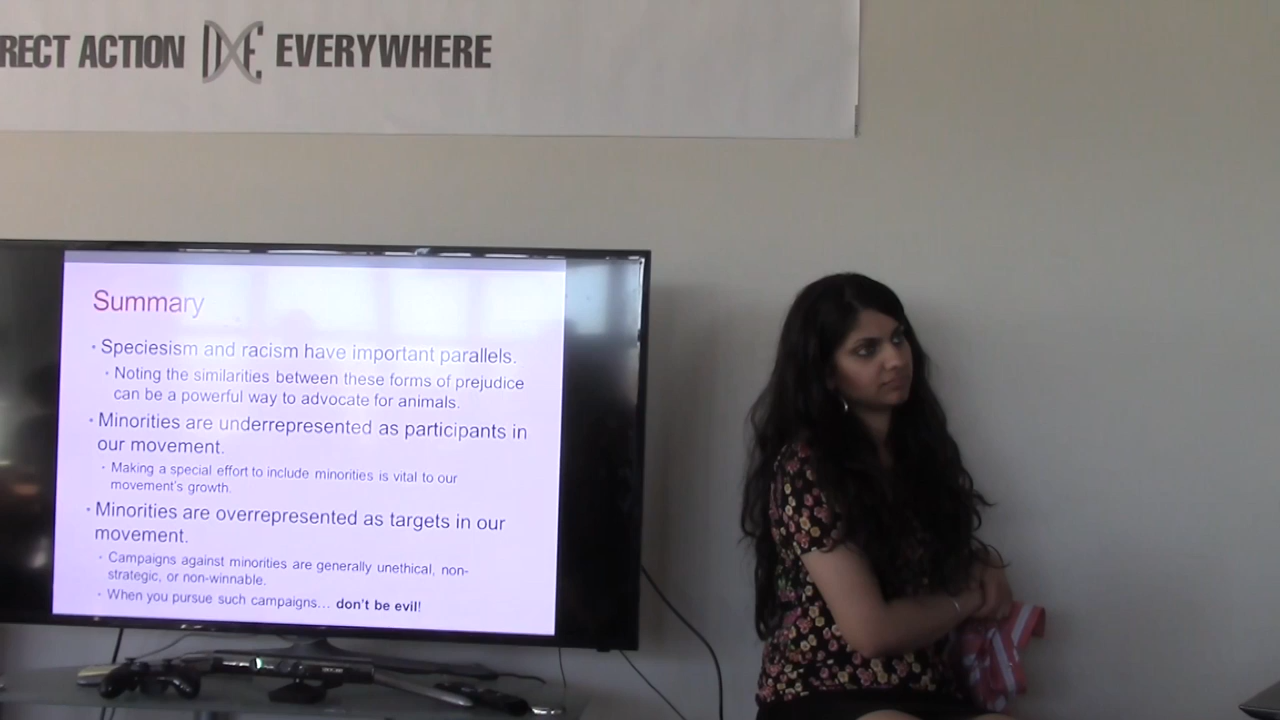 RECT ACTION DXE EVERYWHERE
Summary
• Speciesism and racism have important parallels.
• Noting the similarities between these forms of prejudice
can be a powerful way to advocate for animals.
• Minorities are underrepresented as participants in
our movement.
• Making a special effort to include minorities is vital to our
movement's growth.
• Minorities are overrepresented as targets in our
movement.
• Campaigns against minorities are generally unethical, non-
strategic, or non-winnable.
• When you pursue such campaigns... don't be evil!